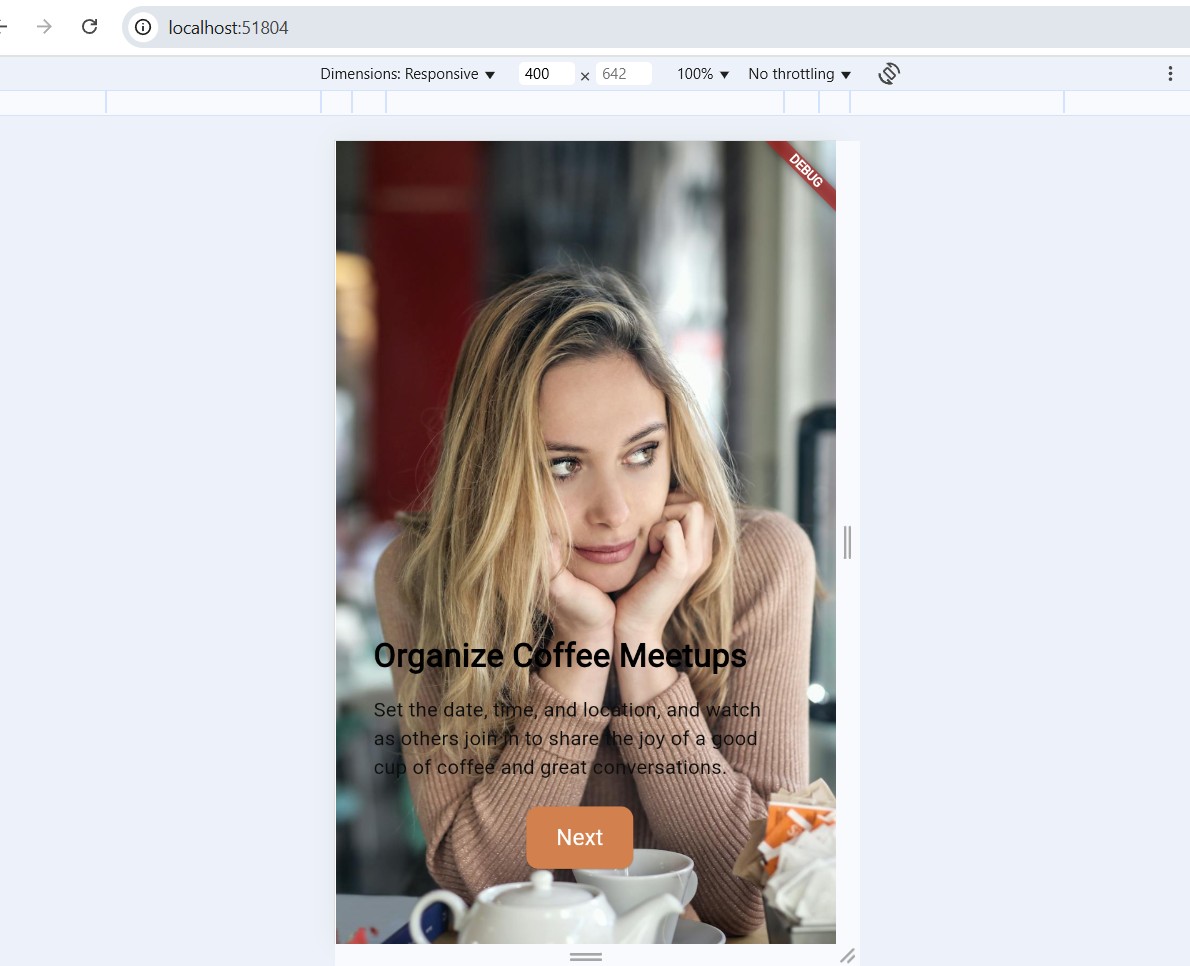 localhost:51804
Dimensions: Responsive 400 × 642 100% No throttling
DEBUG
Organize Coffee Meetups
Set the date, time, and location, and watch
as others join in to share the joy of a good
cup of coffee and great conversations.
Next